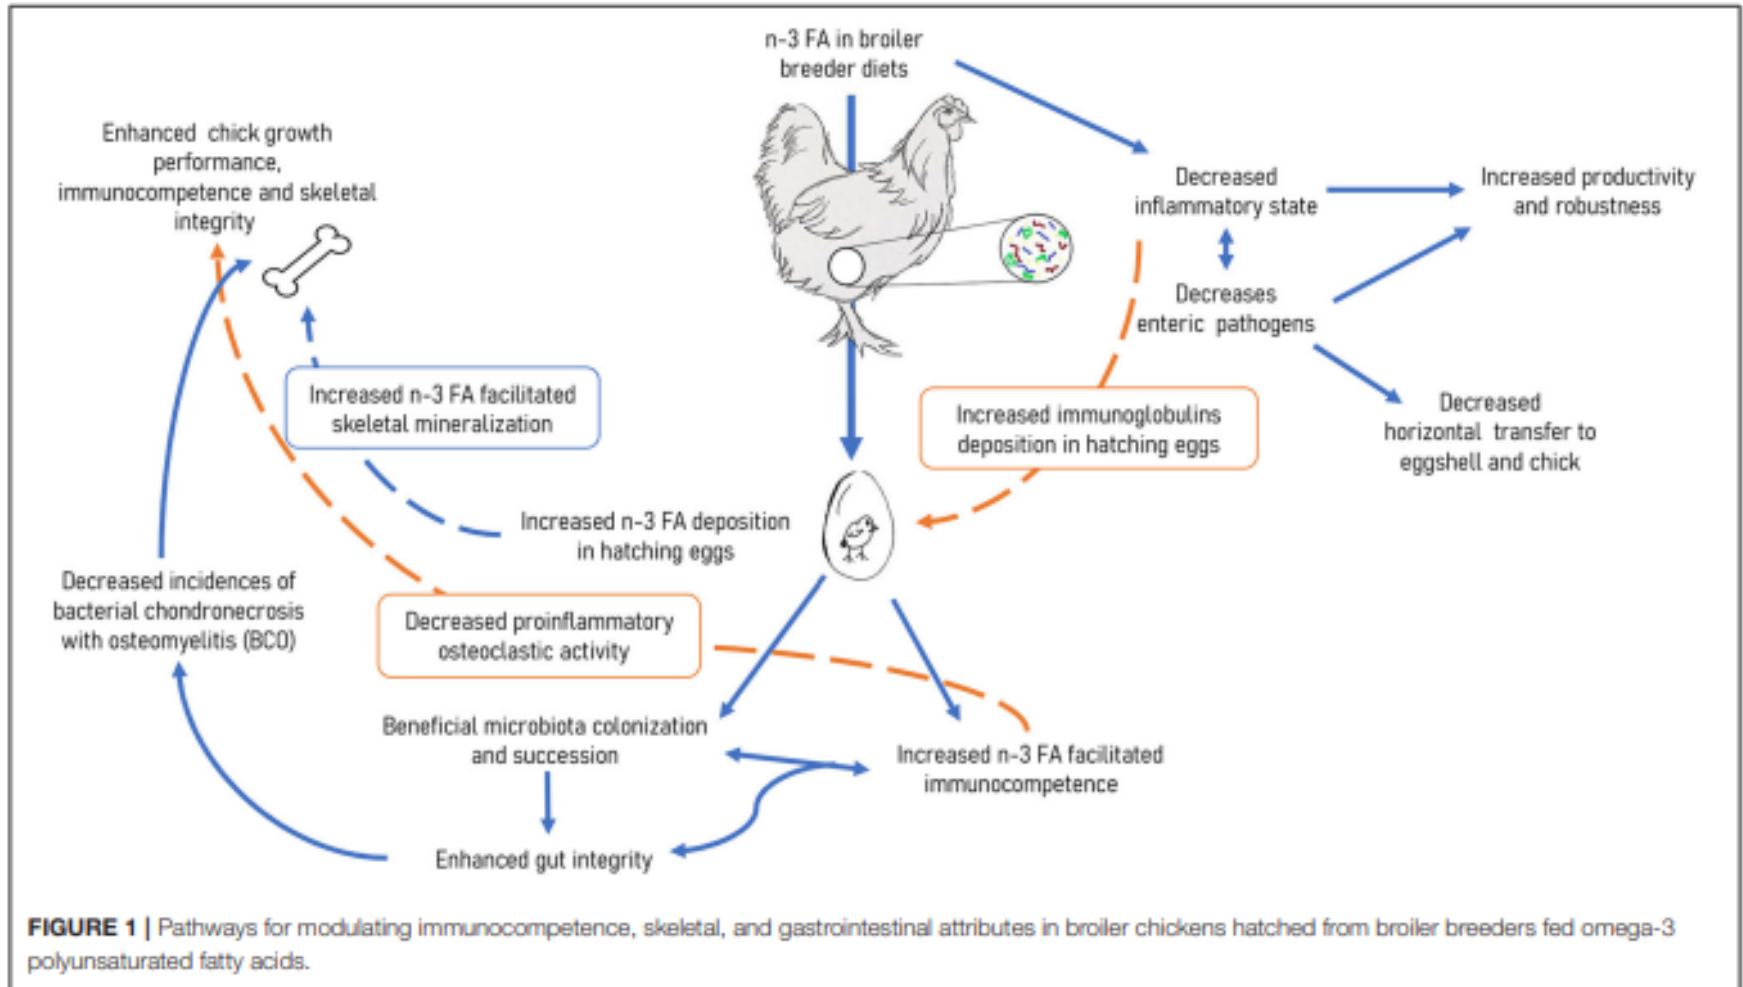 n-3 FA in broiler
breeder diets
Enhanced chick growth
performance,
immunocompetence and skeletal
integrity
Decreased
inflammatory state
Increased productivity
and robustness
Decreases
enteric pathogens
Increased n-3 FA facilitated
skeletal mineralization
Increased immunoglobulins
deposition in hatching eggs
Decreased
horizontal transfer to
eggshell and chick
Increased n-3 FA deposition
in hatching eggs
Decreased incidences of
bacterial chondronecrosis
with osteomyelitis (BCO)
Decreased proinflammatory
osteoclastic activity
Beneficial microbiota colonization
and succession
Increased n-3 FA facilitated
immunocompetence
Enhanced gut integrity
FIGURE 1 | Pathways for modulating immunocompetence, skeletal, and gastrointestinal attributes in broiler chickens hatched from broiler breeders fed omega-3
polyunsaturated fatty acids.